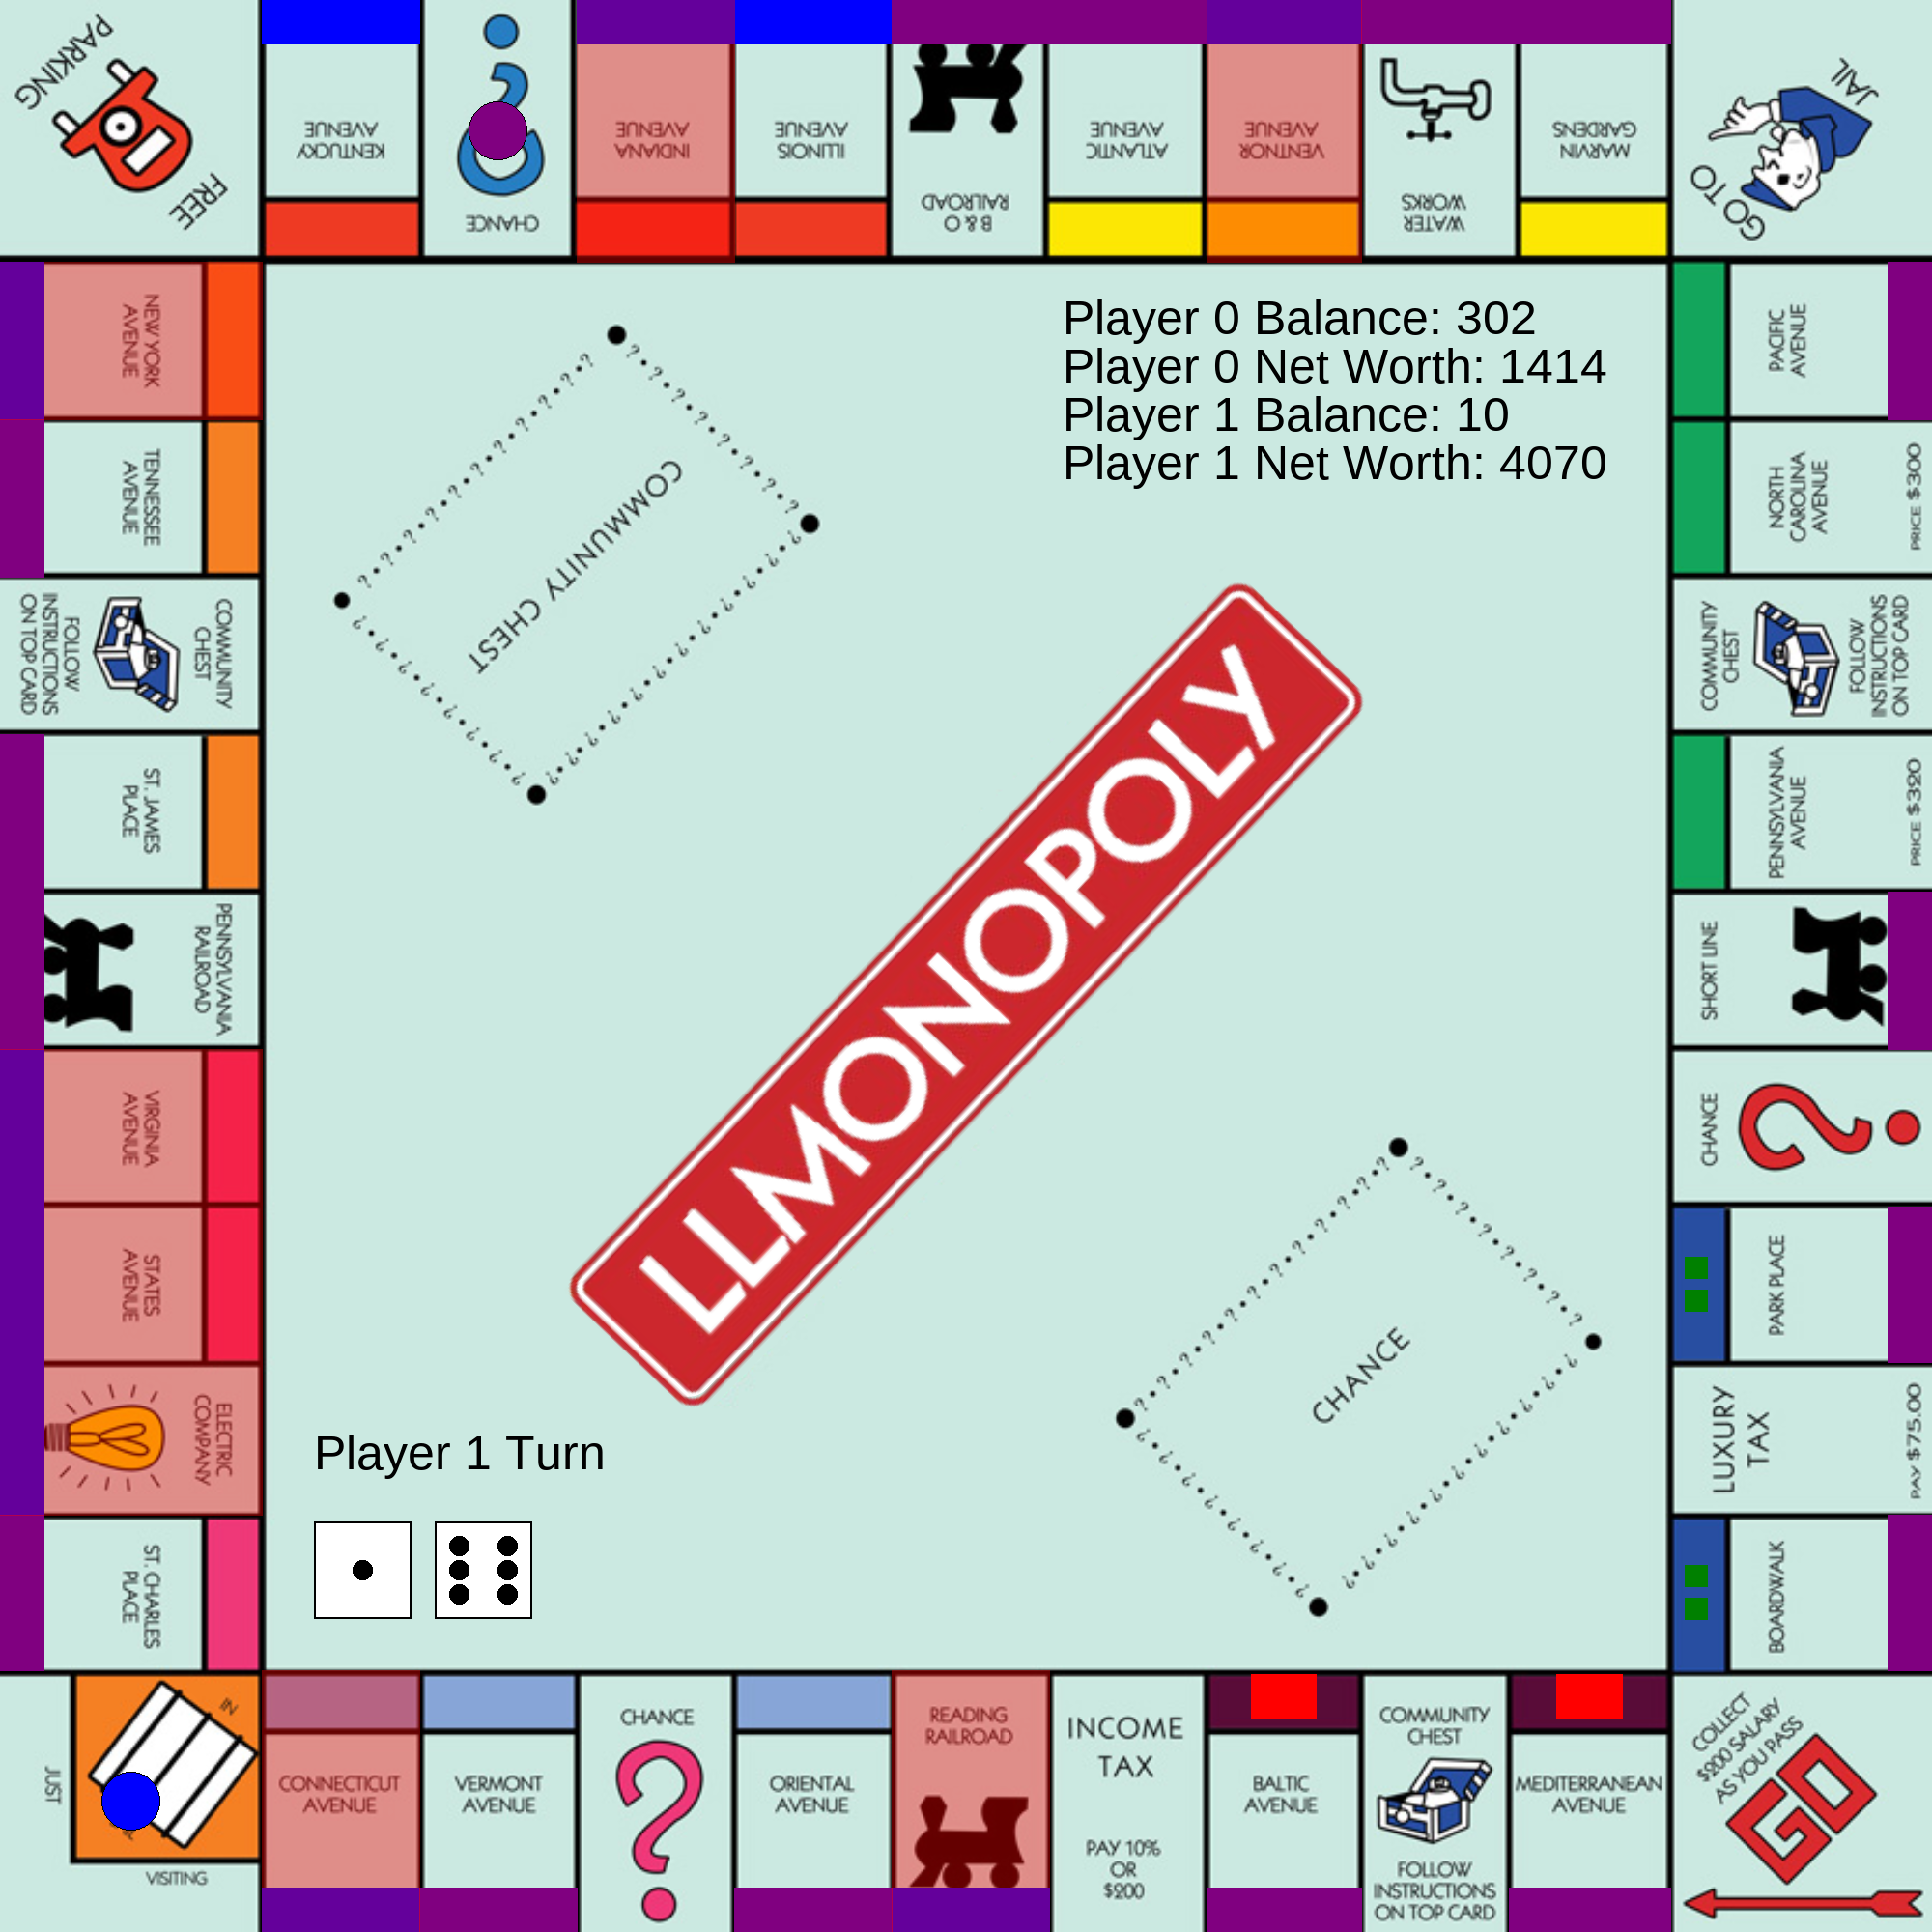 PARKING
FREE
KENTUCKY
AVENUE
CHANCE
INDIANA
AVENUE
ILLINOIS
AVENUE
B & O
RAILROAD
ATLANTIC
AVENUE
VENTNOR
AVENUE
WATER
WORKS
MARVIN
GARDENS
GO TO
JAIL
NEW YORK
AVENUE
TENNESSEE
AVENUE
COMMUNITY
CHEST
FOLLOW
INSTRUCTIONS
ON TOP CARD
ST. JAMES
PLACE
PENNSYLVANIA
RAILROAD
VIRGINIA
AVENUE
STATES
AVENUE
ELECTRIC
COMPANY
ST. CHARLES
PLACE
Player 0 Balance: 302
Player 0 Net Worth: 1414
Player 1 Balance: 10
Player 1 Net Worth: 4070
COMMUNITY CHEST
LLMONOPOLY
CHANCE
Player 1 Turn
PACIFIC
AVENUE
NORTH
CAROLINA
AVENUE
PRICE $300
COMMUNITY
CHEST
FOLLOW
INSTRUCTIONS
ON TOP CARD
PENNSYLVANIA
AVENUE
PRICE $320
SHORT LINE
CHANCE
PARK PLACE
LUXURY
TAX
PAY $75.00
BOARDWALK
JUST
VISITING
IN
CONNECTICUT
AVENUE
VERMONT
AVENUE
CHANCE
ORIENTAL
AVENUE
READING
RAILROAD
INCOME
TAX
PAY 10%
OR
$200
BALTIC
AVENUE
COMMUNITY
CHEST
FOLLOW
INSTRUCTIONS
ON TOP CARD
MEDITERRANEAN
AVENUE
COLLECT
$200 SALARY
AS YOU PASS
GO